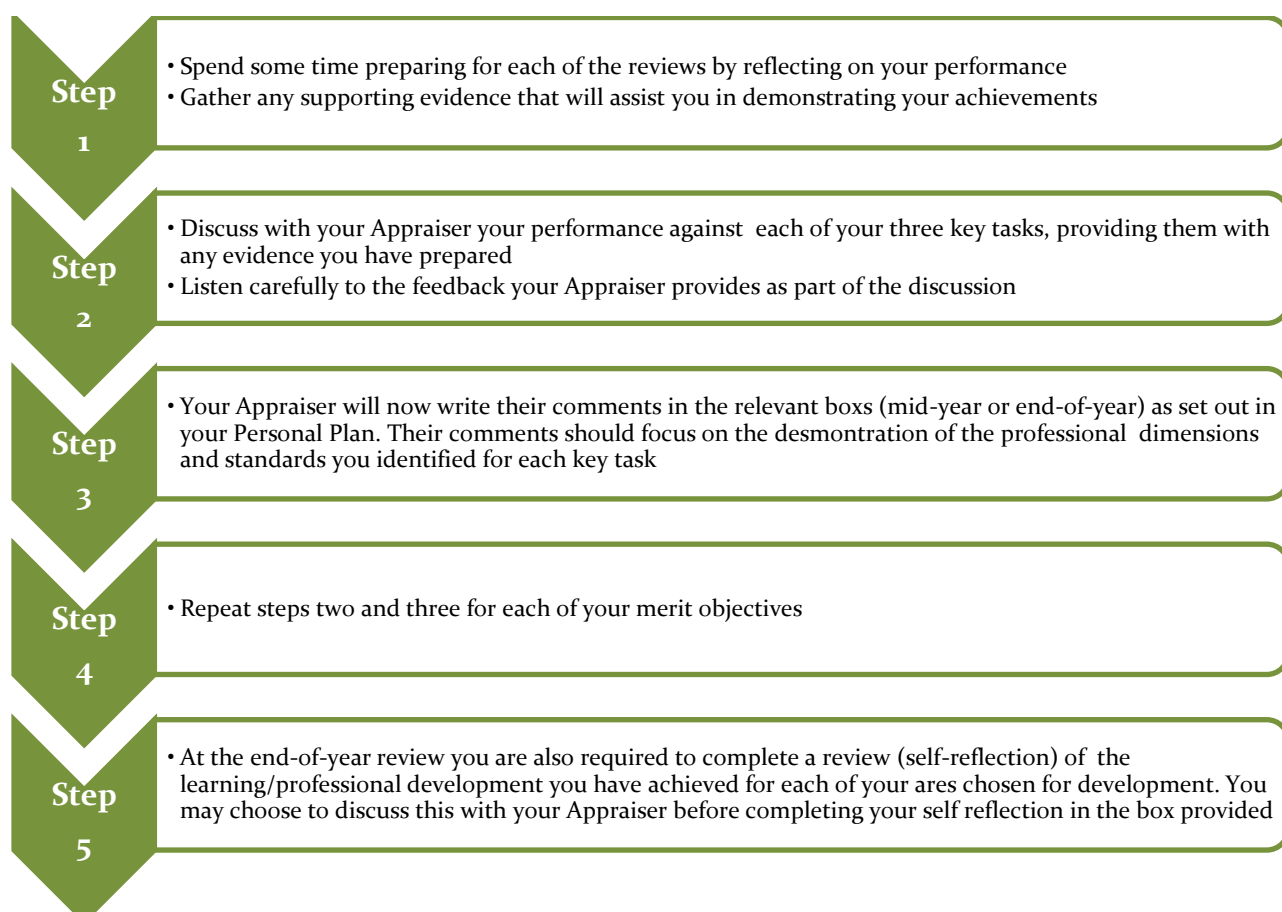 Step
1
• Spend some time preparing for each of the reviews by reflecting on your performance
• Gather any supporting evidence that will assist you in demonstrating your achievements
Step
2
• Discuss with your Appraiser your performance against  each of your three key tasks, providing them with
any evidence you have prepared
• Listen carefully to the feedback your Appraiser provides as part of the discussion
Step
3
• Your Appraiser will now write their comments in the relevant boxs (mid-year or end-of-year) as set out in
your Personal Plan. Their comments should focus on the desmontration of the professional  dimensions
and standards you identified for each key task
Step
4
• Repeat steps two and three for each of your merit objectives
Step
5
• At the end-of-year review you are also required to complete a review (self-reflection) of  the
learning/professional development you have achieved for each of your ares chosen for development. You
may choose to discuss this with your Appraiser before completing your self reflection in the box provided